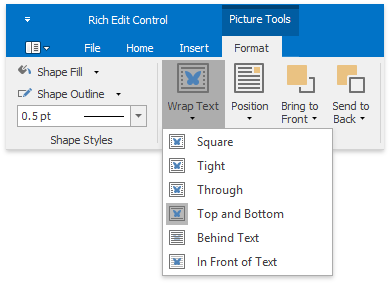 Rich Edit Control
Picture Tools
File
Home
Insert
Format
Shape Fill
Shape Outline
0.5 pt
Shape Styles
Wrap Text
Position
Bring to
Front
Send to
Back
Square
Tight
Through
Top and Bottom
Behind Text
In Front of Text